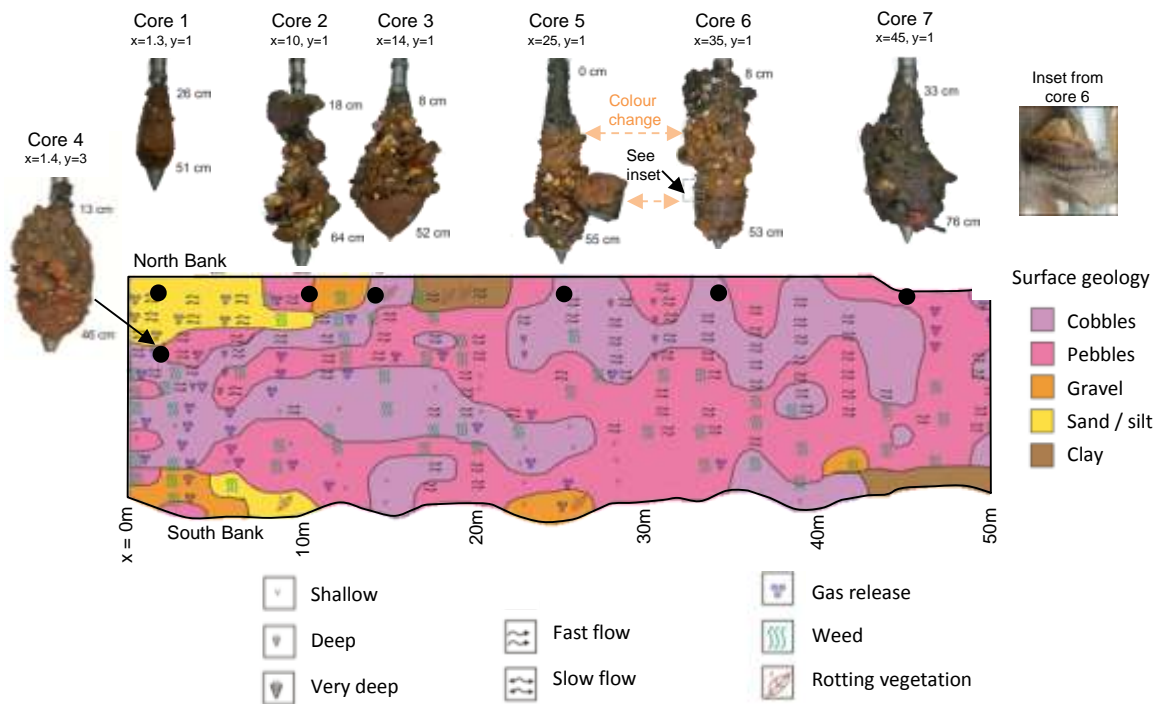 Core 1
x=1.3, y=1
Core 2
x=10, y=1
Core 3
x=14, y=1
Core 5
x=25, y=1
Core 6
x=35, y=1
Core 7
x=45, y=1
Inset from
core 6
Core 4
x=1.4, y=3
26 cm
51 cm
18 cm
64 cm
8 cm
52 cm
0 cm
55 cm
Colour
change
See
inset
8 cm
53 cm
33 cm
76 cm
13 cm
46 cm
North Bank
South Bank
x = 0m
10m
20m
30m
40m
50m
Surface geology
Cobbles
Pebbles
Gravel
Sand / silt
Clay
Shallow
Deep
Very deep
Fast flow
Slow flow
Gas release
Weed
Rotting vegetation